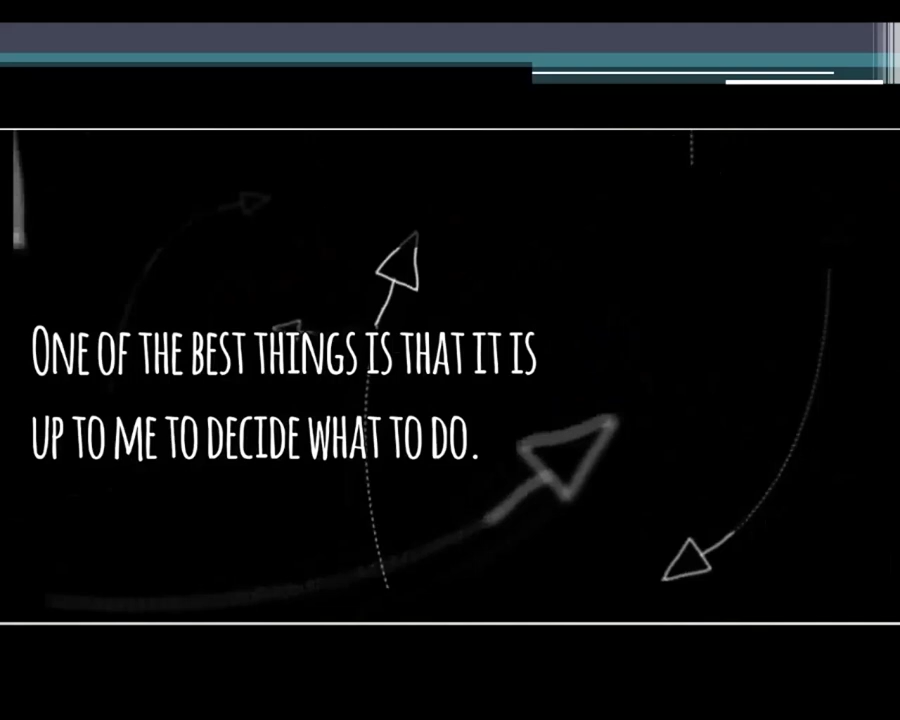 One of the best things is that it is
up to me to decide what to do.